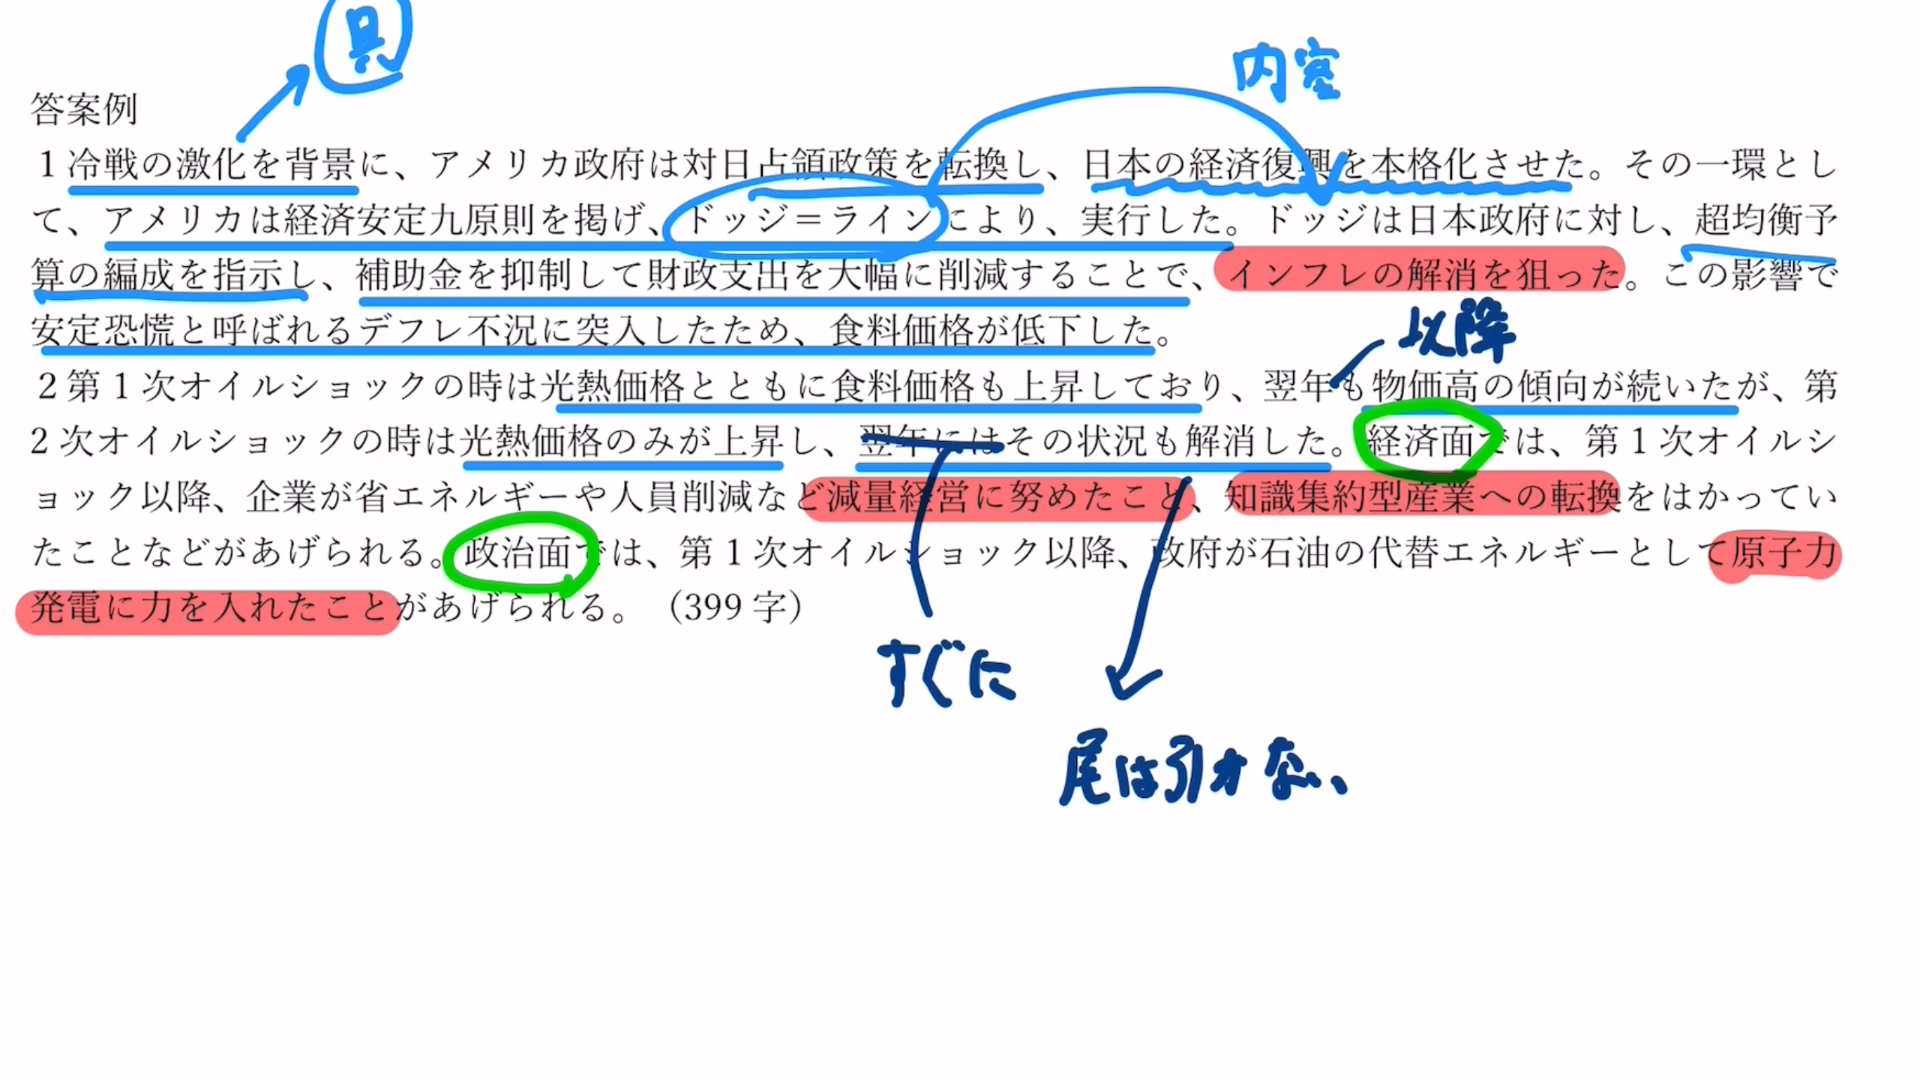 具
内容
答案例
1冷戦の激化を背景に、アメリカ政府は対日占領政策を転換し、日本の経済復興を本格化させた。その一環とし
て、アメリカは経済安定九原則を掲げ、ドッジ＝ラインにより、実行した。ドッジは日本政府に対し、超均衡予
算の編成を指示し、補助金を抑制して財政支出を大幅に削減することで、インフレの解消を狙った。この影響で
安定恐慌と呼ばれるデフレ不況に突入したため、食料価格が低下した。
以降
2第1次オイルショックの時は光熱価格とともに食料価格も上昇しており、翌年も物価高の傾向が続いたが、第
2次オイルショックの時は光熱価格のみが上昇し、翌年にはその状況も解消した。経済面では、第1次オイルシ
ョック以降、企業が省エネルギーや人員削減など減量経営に努めたこと、知識集約型産業への転換をはかってい
たことなどがあげられる。政治面では、第1次オイルショック以降、政府が石油の代替エネルギーとして原子力
発電に力を入れたことがあげられる。（399字）
すぐに
尾は引かない